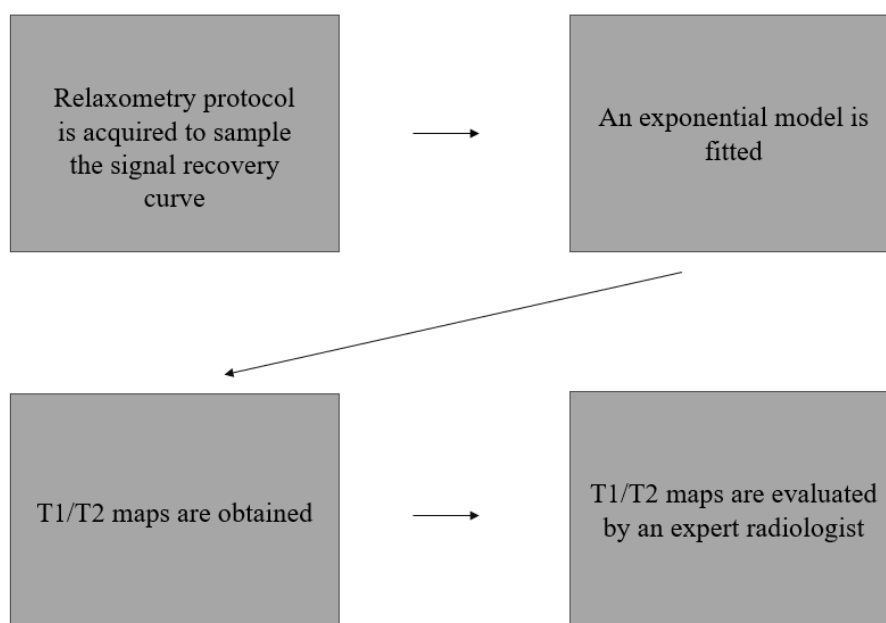 Relaxometry protocol
is acquired to sample
the signal recovery
curve
An exponential model is
fitted
T1/T2 maps are obtained
T1/T2 maps are evaluated
by an expert radiologist